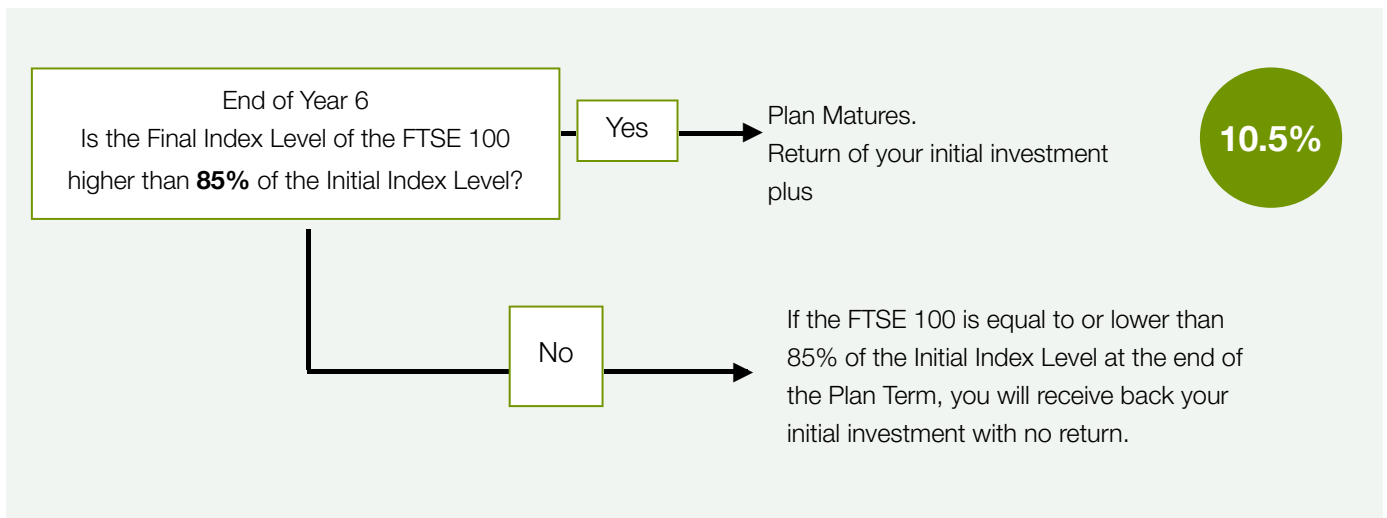 End of Year 6
Is the Final Index Level of the FTSE 100
higher than 85% of the Initial Index Level?
Yes
Plan Matures.
Return of your initial investment
plus
10.5%
No
If the FTSE 100 is equal to or lower than
85% of the Initial Index Level at the end of
the Plan Term, you will receive back your
initial investment with no return.